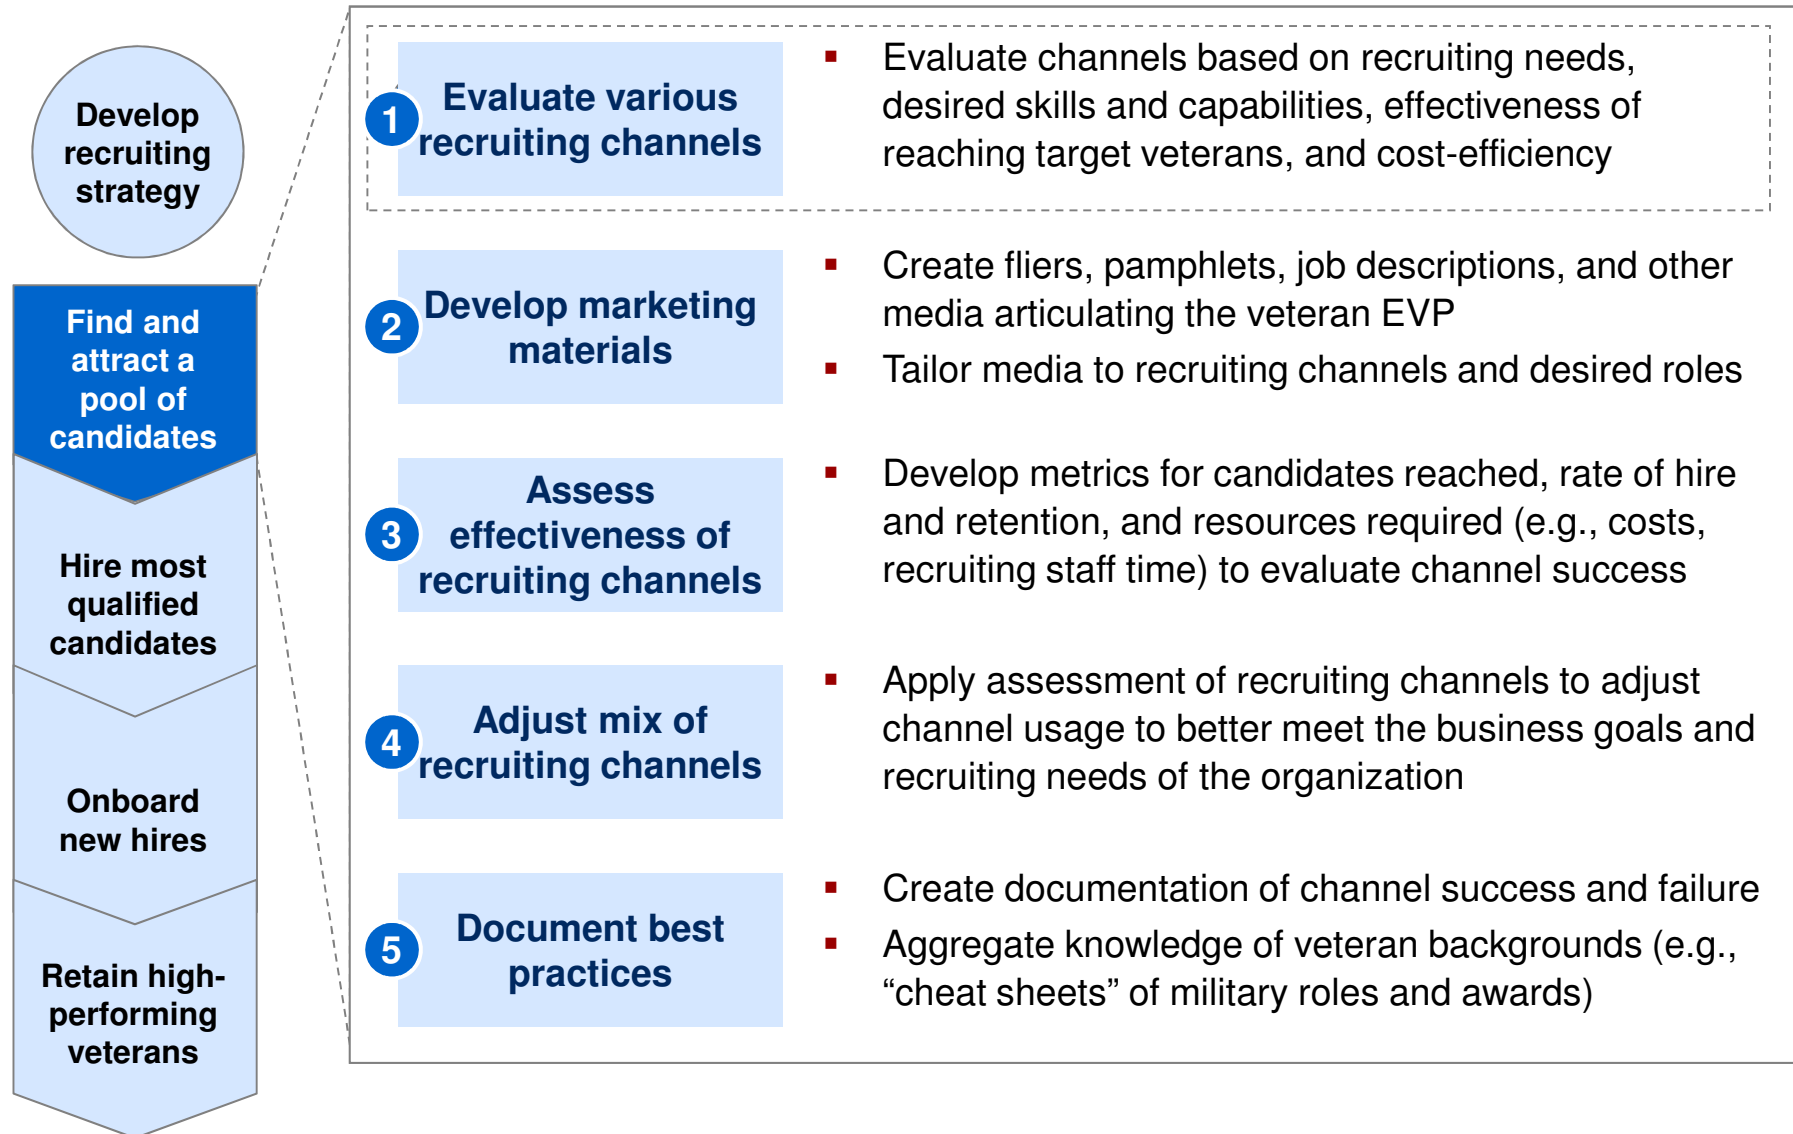 Develop
recruiting
strategy
Find and
attract a
pool of
candidates
Hire most
qualified
candidates
Onboard
new hires
Retain high-
performing
veterans
1
Evaluate various
recruiting channels
▪ Evaluate channels based on recruiting needs,
desired skills and capabilities, effectiveness of
reaching target veterans, and cost-efficiency
2
Develop marketing
materials
▪ Create fliers, pamphlets, job descriptions, and other
media articulating the veteran EVP
▪ Tailor media to recruiting channels and desired roles
3
Assess
effectiveness of
recruiting channels
▪ Develop metrics for candidates reached, rate of hire
and retention, and resources required (e.g., costs,
recruiting staff time) to evaluate channel success
4
Adjust mix of
recruiting channels
▪ Apply assessment of recruiting channels to adjust
channel usage to better meet the business goals and
recruiting needs of the organization
5
Document best
practices
▪ Create documentation of channel success and failure
▪ Aggregate knowledge of veteran backgrounds (e.g.,
“cheat sheets” of military roles and awards)